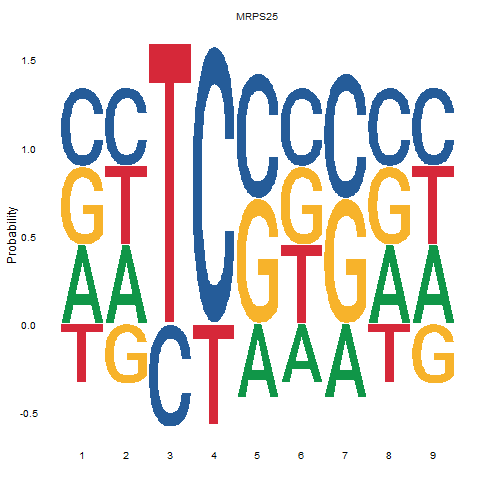 MRPS25
1.5
1.0
0.5
0.0
-0.5
Probability
C C T C C C C C C
G T G G G G T
A A T A A
T G C T A A A T G
1 2 3 4 5 6 7 8 9